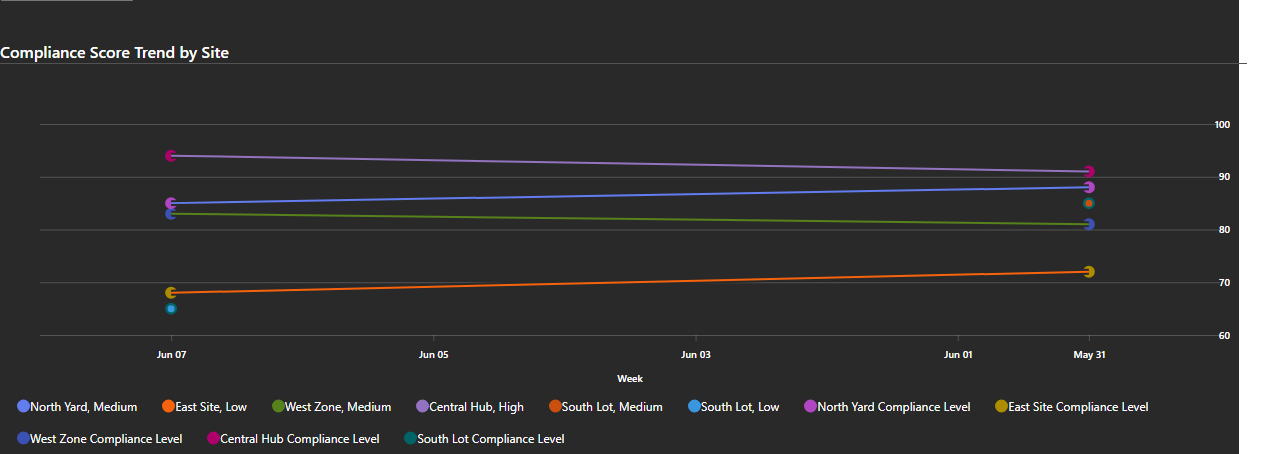 Compliance Score Trend by Site
100
90
80
70
60
Jun 07 Jun 05 Jun 03 Jun 01 May 31
Week
North Yard, Medium East Site, Low West Zone, Medium Central Hub, High South Lot, Medium South Lot, Low North Yard Compliance Level East Site Compliance Level
West Zone Compliance Level Central Hub Compliance Level South Lot Compliance Level